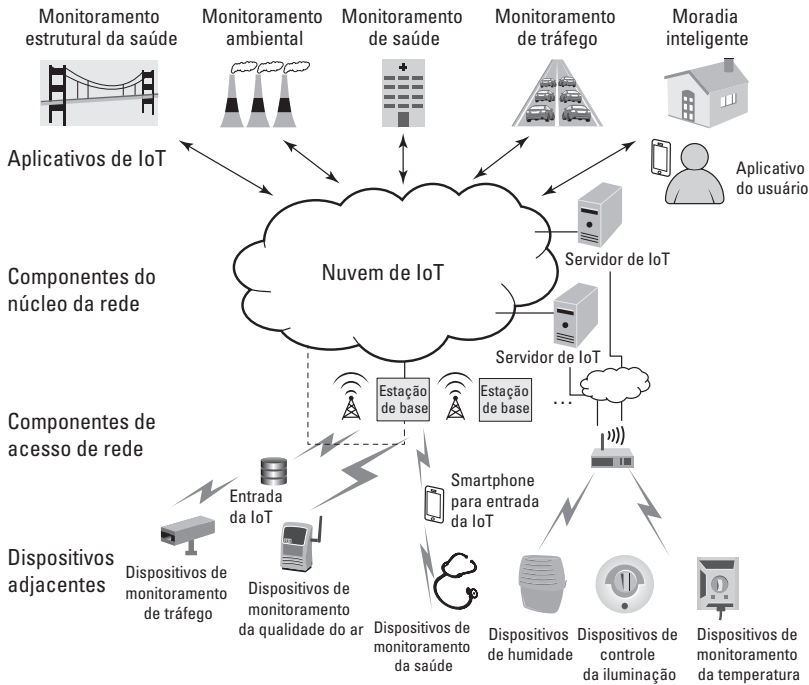 Monitoramento
estrutural da saúde
Monitoramento
ambiental
Monitoramento
de saúde
Monitoramento
de tráfego
Moradia
inteligente
Aplicativos de IoT
Aplicativo
do usuário
Nuvem de IoT
Servidor de IoT
Componentes do
núcleo da rede
Servidor de IoT
Estação
de base
Estação
de base
...
Componentes de
acesso de rede
Entrada
da IoT
Smartphone
para entrada
da IoT
Dispositivos
adjacentes
Dispositivos de
monitoramento
de tráfego
Dispositivos de
monitoramento
da qualidade do ar
Dispositivos de
monitoramento
da saúde
Dispositivos
de humidade
Dispositivos de
controle
da iluminação
Dispositivos de
monitoramento
da temperatura